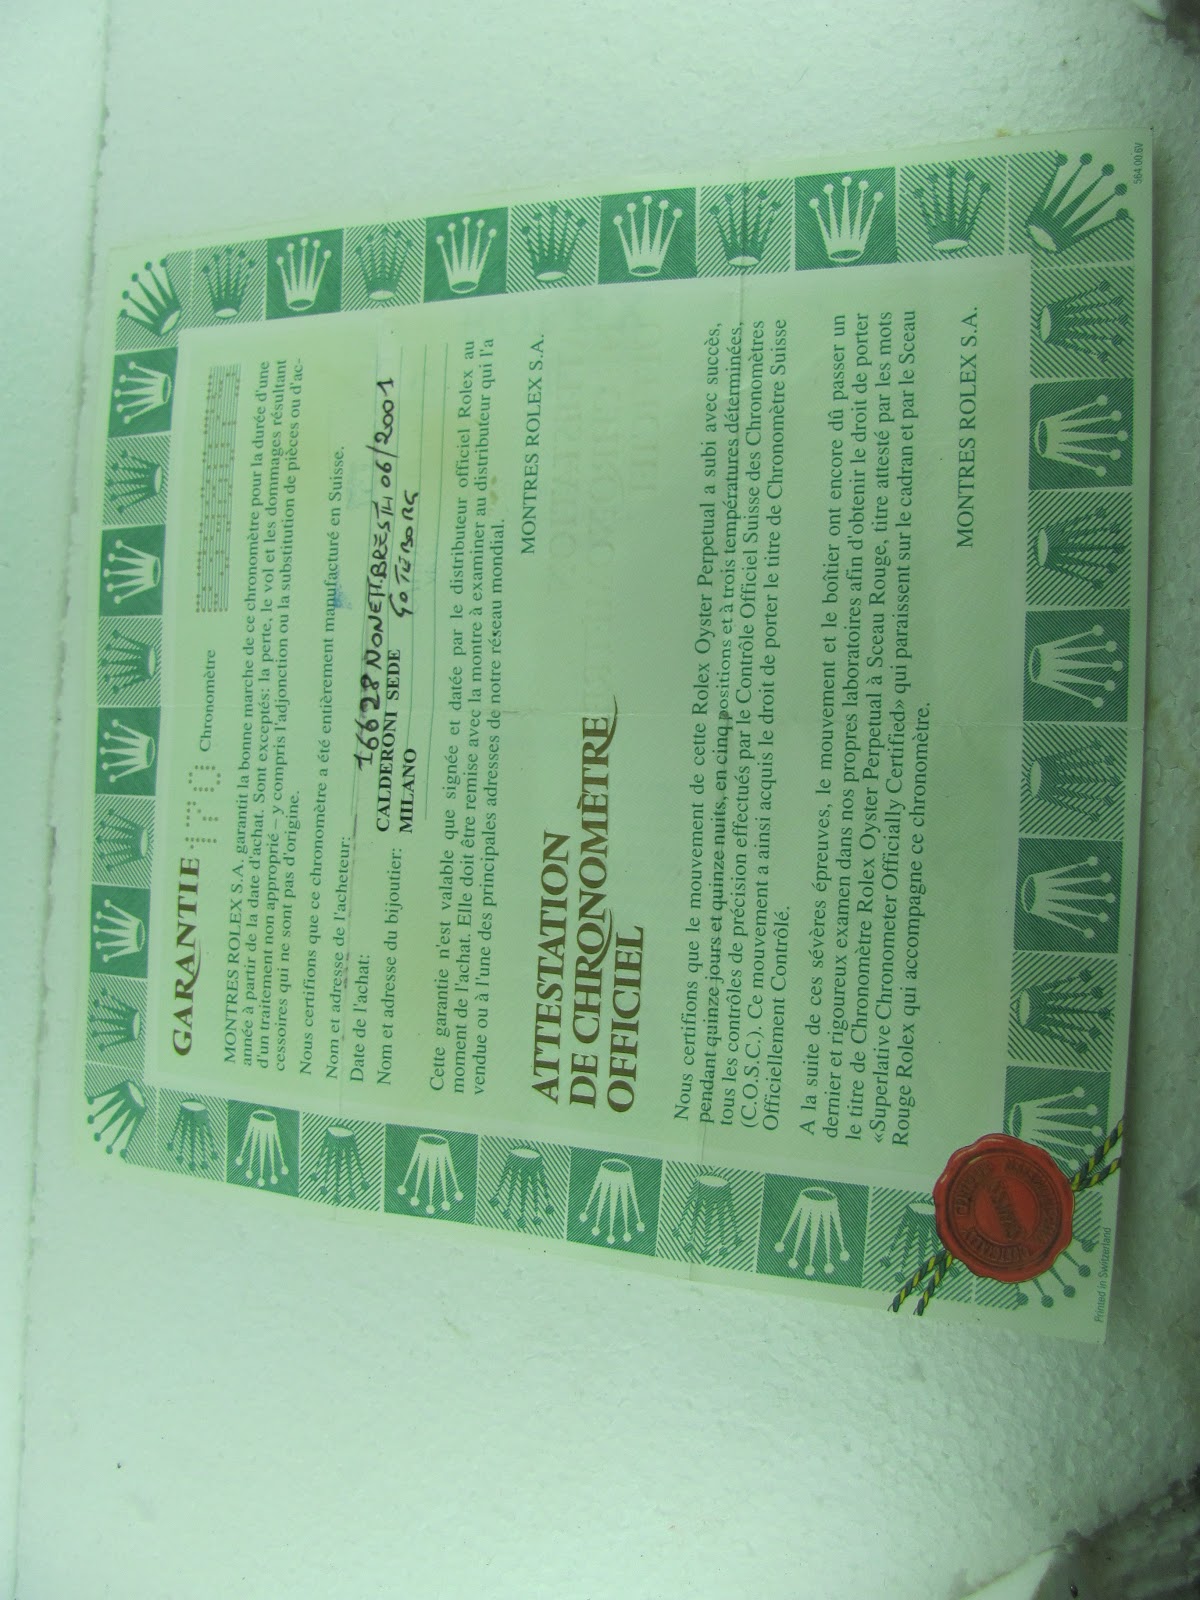 GARANTIE 170 Chronomètre
MONTRES ROLEX S.A. garantit la bonne marche de ce chronomètre pour la durée d'une
année à partir de la date d'achat. Sont exceptés: la perte, le vol et les dommages résultant
d'un traitement non approprié – y compris l'adjonction ou la substitution de pièces ou d'ac-
cessoires qui ne sont pas d'origine.
Nous certifions que ce chronomètre a été entièrement manufacturé en Suisse.
Nom et adresse de l'acheteur:
Date de l'achat: 16628 06/2001
Nom et adresse du bijoutier: CALDERONI SEDE GÖTEBORG
MILANO
Cette garantie n'est valable que signée et datée par le distributeur officiel Rolex au
moment de l'achat. Elle doit être remise avec la montre à examiner au distributeur qui l'a
vendue ou à l'une des principales adresses de notre réseau mondial.
MONTRES ROLEX S.A.
ATTESTATION
DE CHRONOMÈTRE
OFFICIEL
Nous certifions que le mouvement de cette Rolex Oyster Perpetual a subi avec succès,
pendant quinze jours et quinze nuits, en cinq positions et à trois températures déterminées,
tous les contrôles de précision effectués par le Contrôle Officiel Suisse des Chronomètres
(C.O.S.C.). Ce mouvement a ainsi acquis le droit de porter le titre de Chronomètre Suisse
Officiellement Contrôlé.
A la suite de ces sévères épreuves, le mouvement et le boîtier ont encore dû passer un
dernier et rigoureux examen dans nos propres laboratoires afin d'obtenir le droit de porter
le titre de Chronomètre Rolex Oyster Perpetual à Sceau Rouge, titre attesté par les mots
«Superlative Chronometer Officially Certified» qui paraissent sur le cadran et par le Sceau
Rouge Rolex qui accompagne ce chronomètre.
MONTRES ROLEX S.A.
Printed in Switzerland
564.00.6V